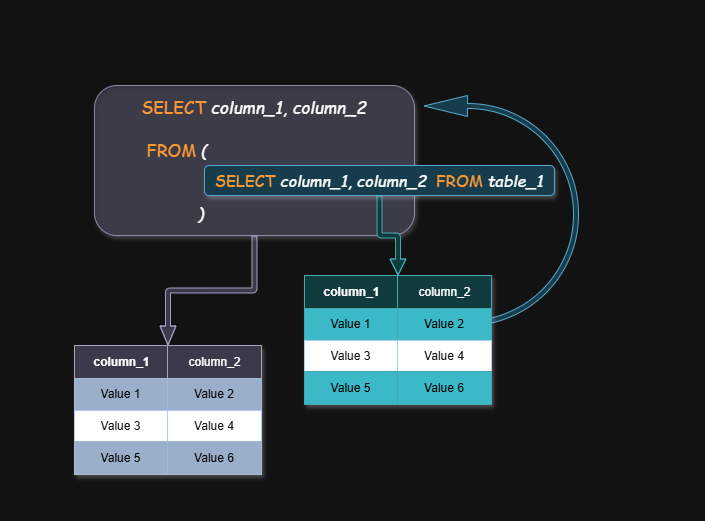 SELECT column_1, column_2
FROM (
SELECT column_1, column_2 FROM table_1
)
column_1 column_2
Value 1 Value 2
Value 3 Value 4
Value 5 Value 6
column_1 column_2
Value 1 Value 2
Value 3 Value 4
Value 5 Value 6